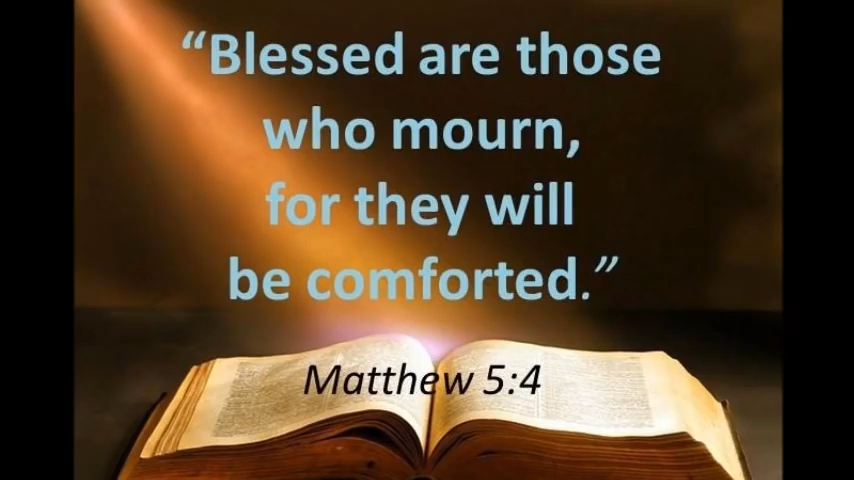 “Blessed are those
who mourn,
for they will
be comforted.”
Matthew 5:4